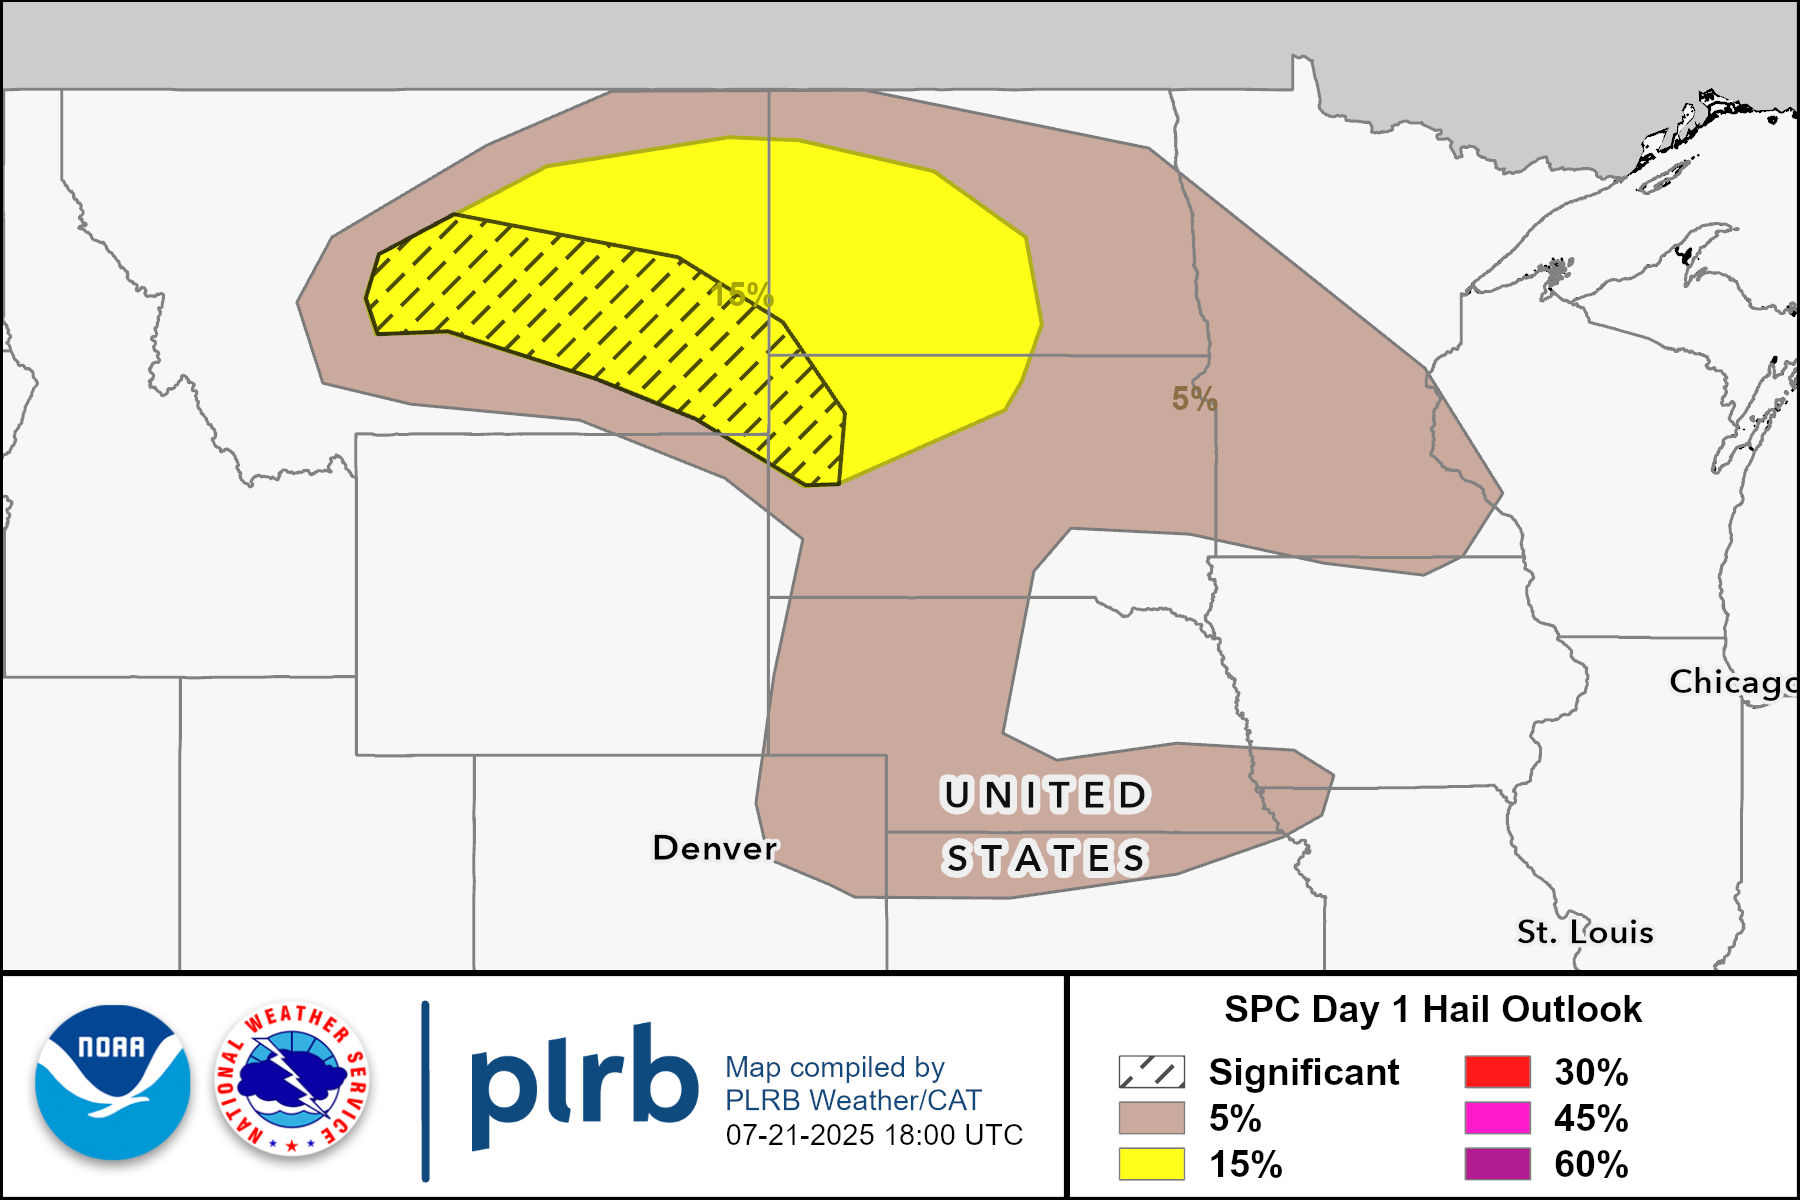 15%
5%
Chicago
UNITED
STATES
Denver
St. Louis
NOAA
NATIONAL WEATHER SERVICE
plrb
Map compiled by
PLRB Weather/CAT
07-21-2025 18:00 UTC
SPC Day 1 Hail Outlook
Significant
5%
15%
30%
45%
60%